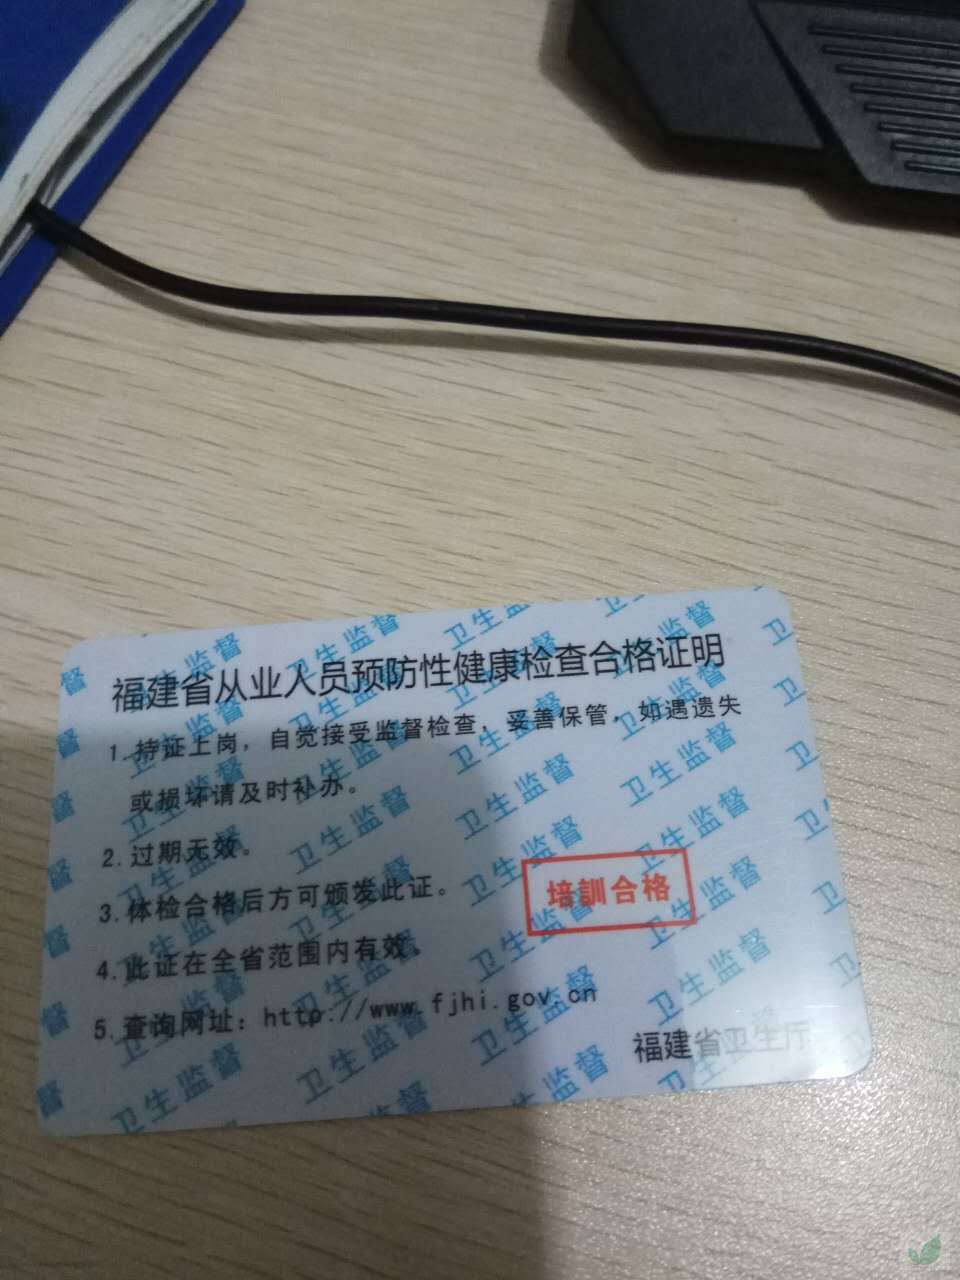 福建省从业人员预防性健康检查合格证明
1.持证上岗，自觉接受监督检查，妥善保管，如遇遗失
或损坏请及时补办。
2.过期无效。
3.体检合格后方可颁发此证。
培訓合格
4.此证在全省范围内有效。
5.查询网址：http://www.fjhi.gov.cn
福建省卫生厅
卫生监督